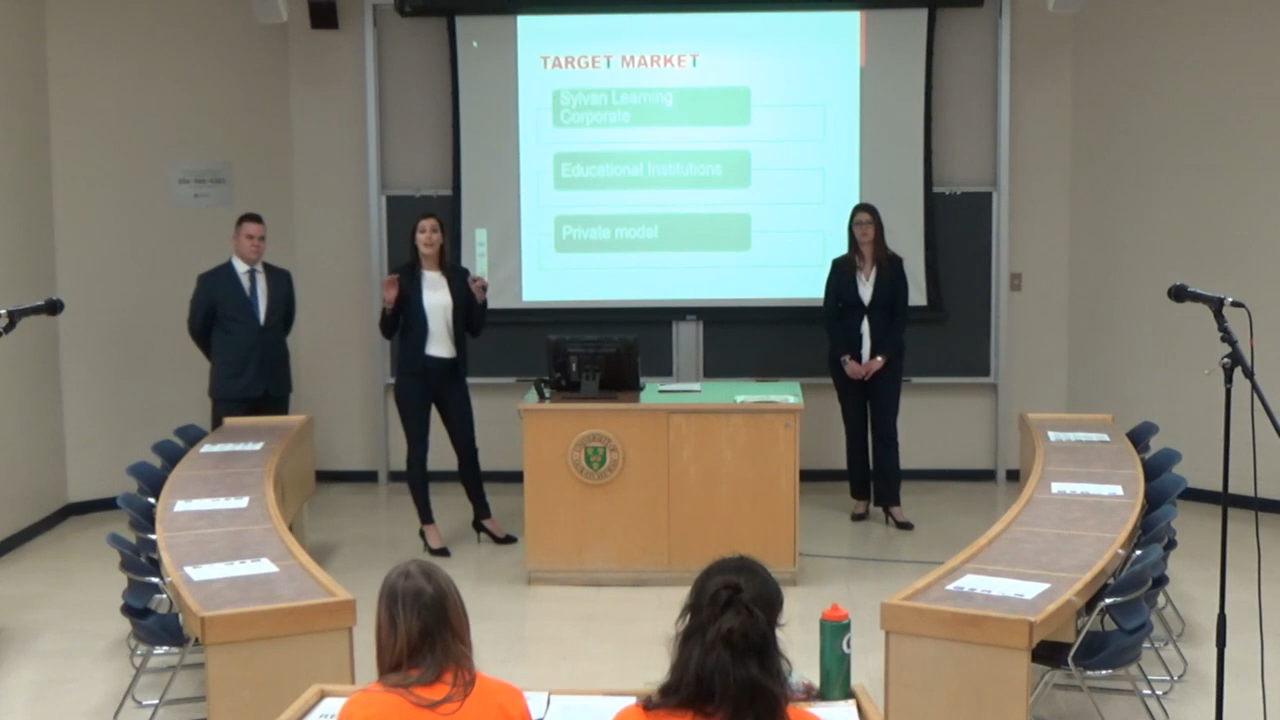 TARGET MARKET
Sylvan Learning
Corporate
Educational Institutions
Private model